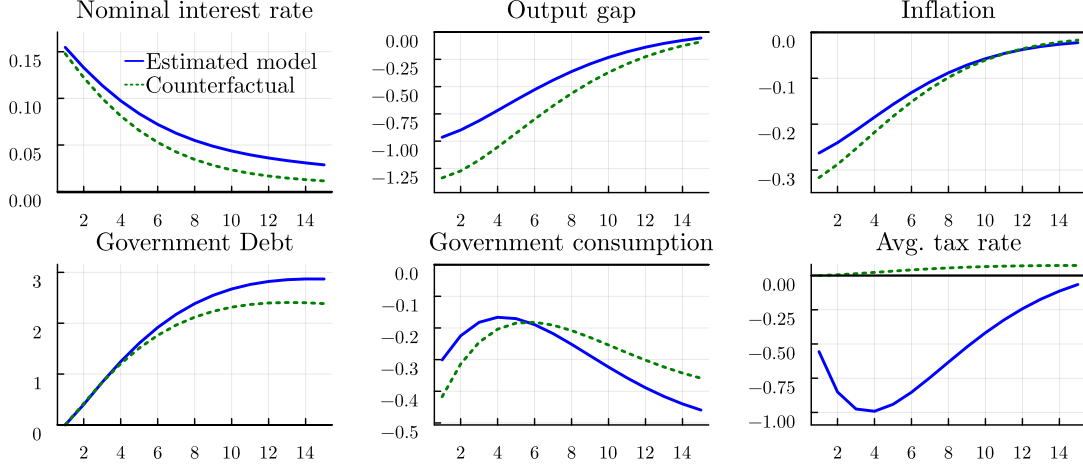 Nominal interest rate
Output gap
Inflation
Estimated model
Counterfactual
0.15
0.10
0.05
0.00
2 4 6 8 10 12 14
0.00
−0.25
−0.50
−0.75
−1.00
−1.25
2 4 6 8 10 12 14
0.0
−0.1
−0.2
−0.3
2 4 6 8 10 12 14
Government Debt
Government consumption
Avg. tax rate
3
2
1
0
2 4 6 8 10 12 14
0.0
−0.1
−0.2
−0.3
−0.4
−0.5
2 4 6 8 10 12 14
0.00
−0.25
−0.50
−0.75
−1.00
2 4 6 8 10 12 14